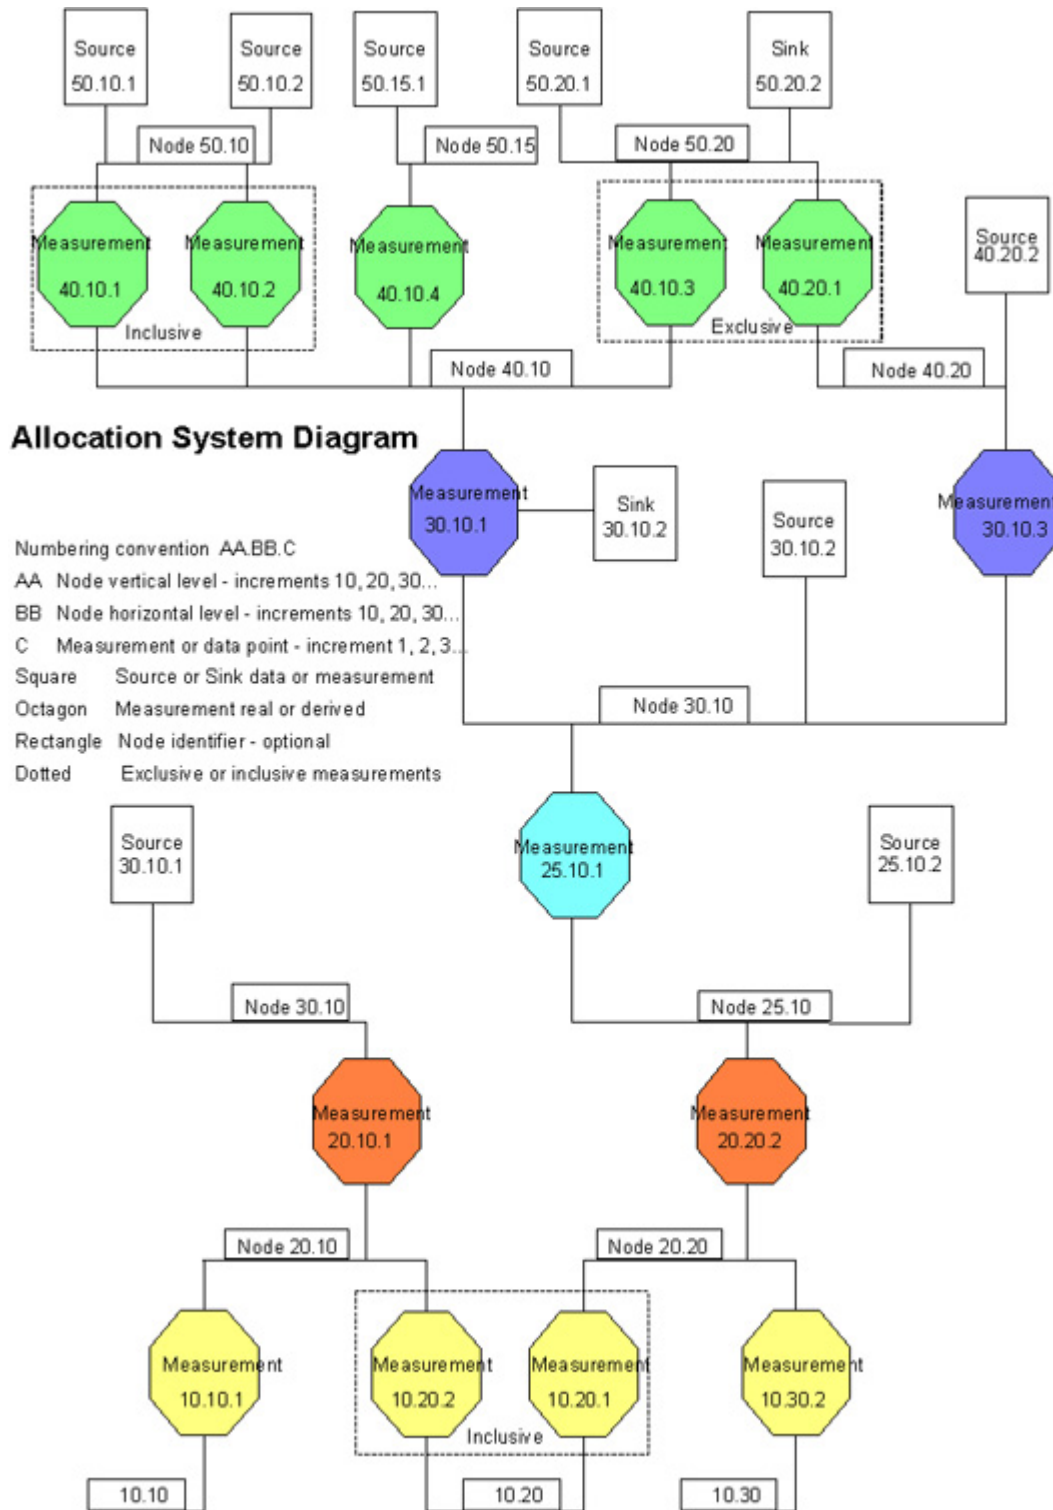 Source
50.10.1
Source
50.10.2
Source
50.15.1
Source
50.20.1
Sink
50.20.2
Node 50.10
Node 50.15
Node 50.20
Measurement
40.10.1
Measurement
40.10.2
Inclusive
Measurement
40.10.4
Measurement
40.10.3
Measurement
40.20.1
Exclusive
Source
40.20.2
Node 40.10
Node 40.20
Allocation System Diagram
Measurement
30.10.1
Sink
30.10.2
Source
30.10.2
Measurement
30.10.3
Numbering convention AA.BB.C
AA Node vertical level - increments 10, 20, 30...
BB Node horizontal level - increments 10, 20, 30...
C Measurement or data point - increment 1, 2, 3...
Square Source or Sink data or measurement
Octagon Measurement real or derived
Rectangle Node identifier - optional
Dotted Exclusive or inclusive measurements
Node 30.10
Source
30.10.1
Measurement
25.10.1
Source
25.10.2
Node 30.10
Node 25.10
Measurement
20.10.1
Measurement
20.20.2
Node 20.10
Node 20.20
Measurement
10.10.1
Measurement
10.20.2
Measurement
10.20.1
Inclusive
Measurement
10.30.2
10.10
10.20
10.30